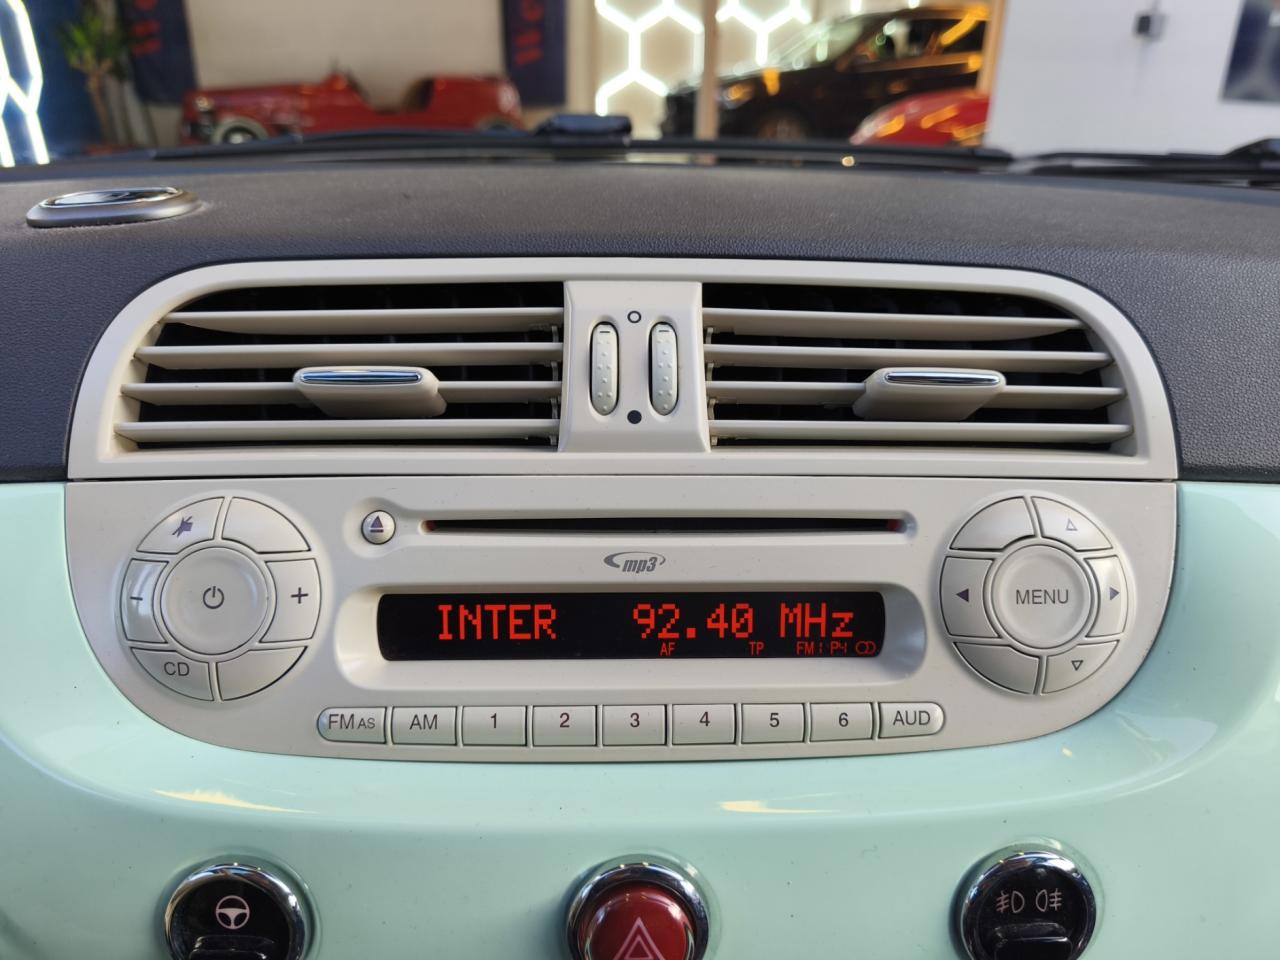 mp3
INTER 92.40 MHz
AF TP FM1 P4
- +
CD
MENU
FM AS AM 1 2 3 4 5 6 AUD